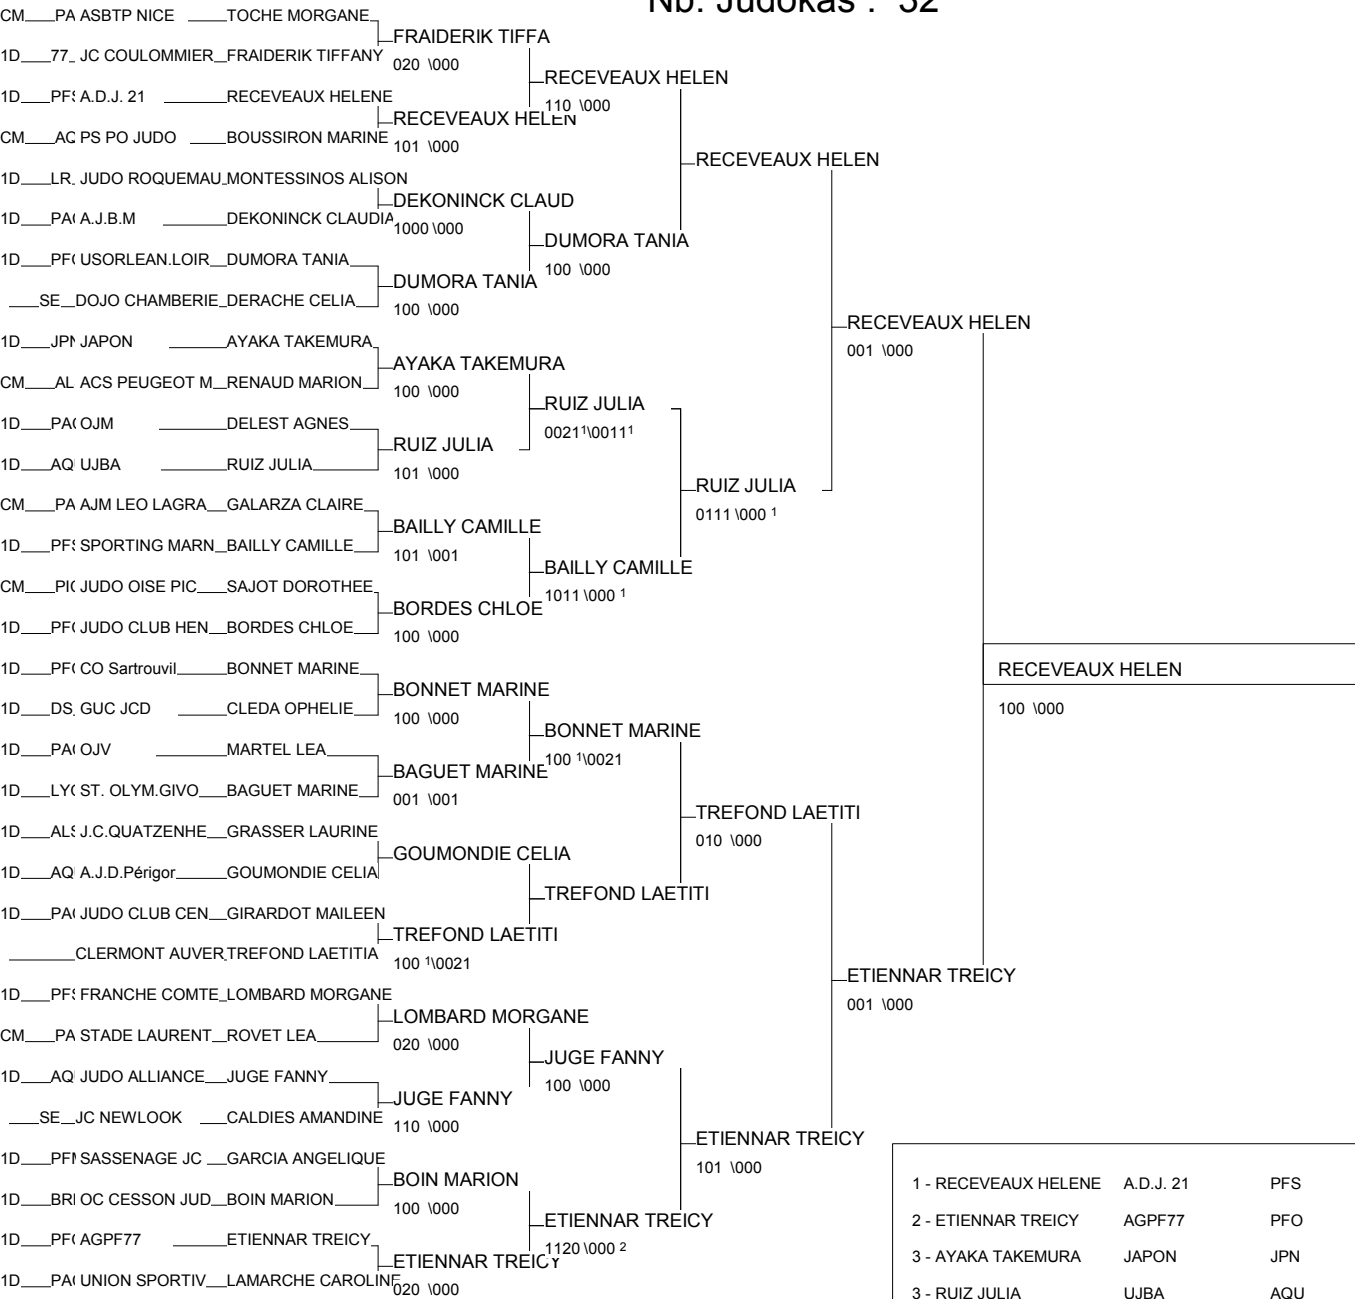 Nb. Judokas : 32
CM PA ASBTP NICE TOCHE MORGANE
FRAIDERIK TIFFA
1D 77 JC COULOMMIER FRAIDERIK TIFFANY
020 \000
RECEVEAUX HELEN
110 \000
1D PFS A.D.J. 21 RECEVEAUX HELENE
RECEVEAUX HELEN
CM AQ PS PO JUDO BOUSSIRON MARINE
101 \000
RECEVEAUX HELEN
1D LR JUDO ROQUEMAU MONTESSINOS ALISON
DEKONINCK CLAUD
1D PA A.J.B.M DEKONINCK CLAUDIA
1000 \000
DUMORA TANIA
100 \000
1D PF USORLEAN.LOIR DUMORA TANIA
DUMORA TANIA
SE DOJO CHAMBERIE DERACHE CELIA
100 \000
RECEVEAUX HELEN
001 \000
1D JPN JAPON AYAKA TAKEMURA
AYAKA TAKEMURA
CM AL ACS PEUGEOT M RENAUD MARION
100 \000
RUIZ JULIA
0021¹\0011¹
1D PA OJM DELEST AGNES
RUIZ JULIA
1D AQ UJBA RUIZ JULIA
101 \000
RUIZ JULIA
0111 \000 ¹
CM PA AJM LEO LAGRA GALARZA CLAIRE
BAILLY CAMILLE
1D PFS SPORTING MARN BAILLY CAMILLE
101 \001
BAILLY CAMILLE
1011 \000 ¹
CM PI JUDO OISE PIC SAJOT DOROTHEE
BORDES CHLOE
1D PF JUDO CLUB HEN BORDES CHLOE
100 \000
RECEVEAUX HELEN
100 \000
1D PF CO Sartrouvil BONNET MARINE
BONNET MARINE
1D DS GUC JCD CLEDA OPHELIE
100 \000
BONNET MARINE
100 ¹\0021
1D PA OJV MARTEL LEA
BAGUET MARINE
1D LY ST. OLYM.GIVO BAGUET MARINE
001 \001
TREFOND LAETITI
010 \000
1D ALS J.C.QUATZENHE GRASSER LAURINE
GOUMONDIE CELIA
1D AQ A.J.D.Périgor GOUMONDIE CELIA
TREFOND LAETITI
1D PA JUDO CLUB CEN GIRARDOT MAILEEN
TREFOND LAETITI
CLERMONT AUVER TREFOND LAETITIA
100 ¹\0021
ETIENNAR TREICY
001 \000
1D PFS FRANCHE COMTE LOMBARD MORGANE
LOMBARD MORGANE
CM PA STADE LAURENT ROVET LEA
020 \000
JUGE FANNY
100 \000
1D AQ JUDO ALLIANCE JUGE FANNY
JUGE FANNY
SE JC NEWLOOK CALDIES AMANDINE
110 \000
ETIENNAR TREICY
101 \000
1D PF SASSENAGE JC GARCIA ANGELIQUE
BOIN MARION
1D BR OC CESSON JUD BOIN MARION
100 \000
ETIENNAR TREICY
1120 \000 ²
1D PF AGPF77 ETIENNAR TREICY
ETIENNAR TREICY
1D PA UNION SPORTIV LAMARCHE CAROLINE
020 \000
1 - RECEVEAUX HELENE A.D.J. 21 PFS
2 - ETIENNAR TREICY AGPF77 PFO
3 - AYAKA TAKEMURA JAPON JPN
3 - RUIZ JULIA UJBA AQU